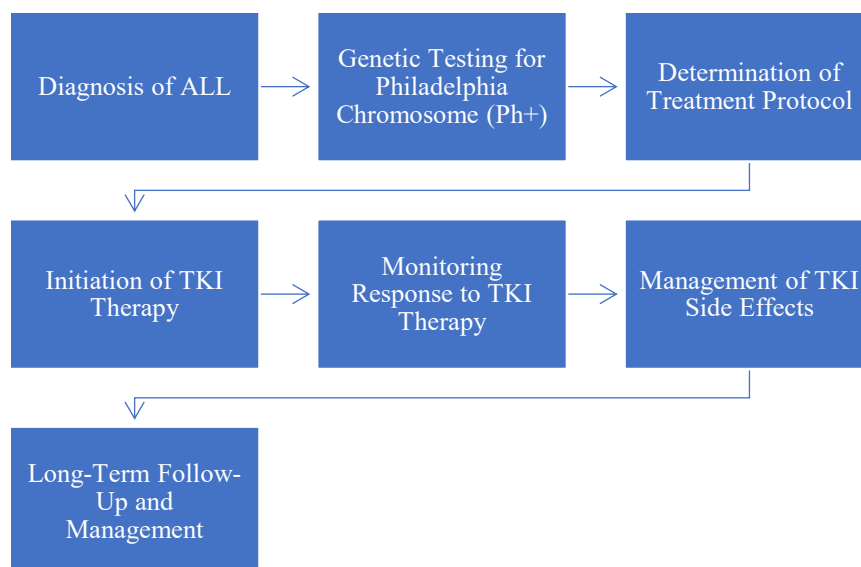 Diagnosis of ALL
Genetic Testing for
Philadelphia
Chromosome (Ph+)
Determination of
Treatment Protocol
Initiation of TKI
Therapy
Monitoring
Response to TKI
Therapy
Management of TKI
Side Effects
Long-Term Follow-
Up and
Management